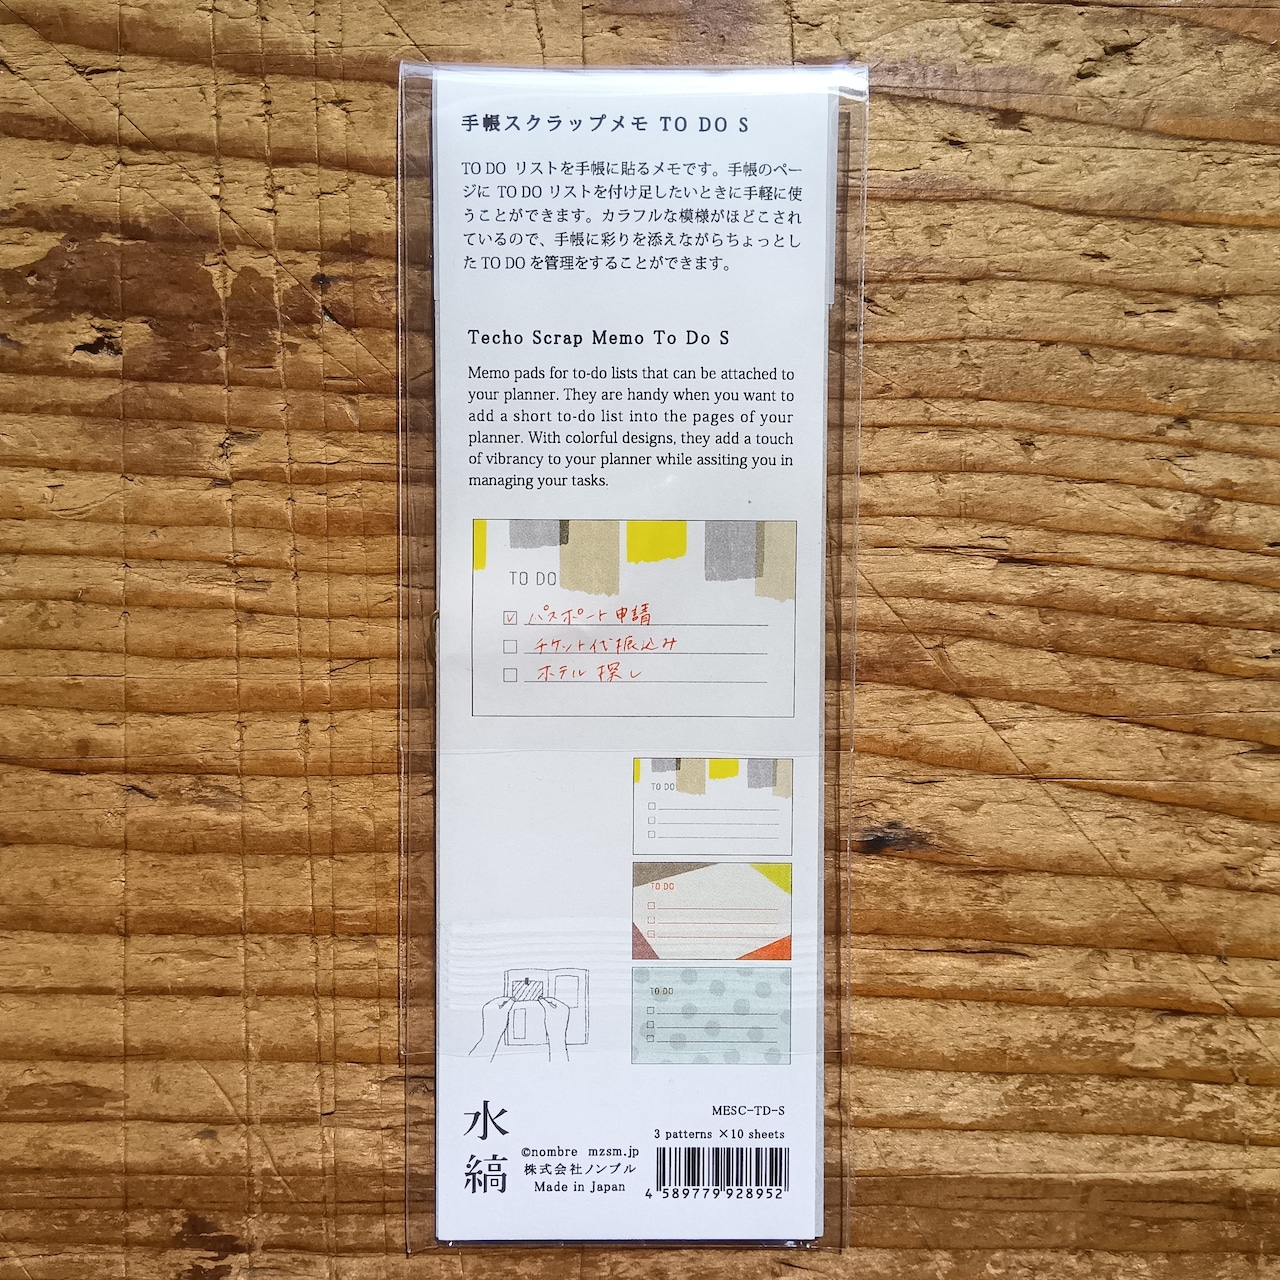 手帳スクラップメモ TO DO S
TO DO リストを手帳に貼るメモです。手帳のペー
ジに TO DO リストを付け足したいときに手軽に使
うことができます。カラフルな模様がほどこされ
ているので、手帳に彩りを添えながらちょっとし
た TO DO を管理をすることができます。
Techo Scrap Memo To Do S
Memo pads for to-do lists that can be attached to
your planner. They are handy when you want to
add a short to-do list into the pages of your
planner. With colorful designs, they add a touch
of vibrancy to your planner while assiting you in
managing your tasks.
TO DO
パスポート申請
チケット代振込み
ホテル探し
TO DO
TO DO
TO DO
水縞
©nombre mzsm.jp
株式会社ノンブル
Made in Japan
MESC-TD-S
3 patterns ×10 sheets
4 589779 928952